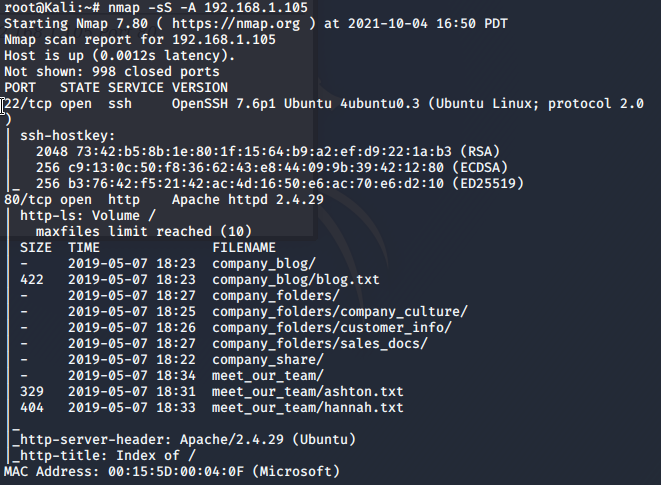 root@Kali:~# nmap -sS -A 192.168.1.105
Starting Nmap 7.80 ( https://nmap.org ) at 2021-10-04 16:50 PDT
Nmap scan report for 192.168.1.105
Host is up (0.0012s latency).
Not shown: 998 closed ports
PORT   STATE SERVICE VERSION
22/tcp open  ssh     OpenSSH 7.6p1 Ubuntu 4ubuntu0.3 (Ubuntu Linux; protocol 2.0
)
| ssh-hostkey:
|   2048 73:42:b5:8b:1e:80:1f:15:64:b9:a2:ef:d9:22:1a:b3 (RSA)
|   256 c9:13:0c:50:f8:36:62:43:e8:44:09:9b:39:42:12:80 (ECDSA)
|_  256 b3:76:42:f5:21:42:ac:4d:16:50:e6:ac:70:e6:d2:10 (ED25519)
80/tcp open  http    Apache httpd 2.4.29
| http-ls: Volume /
|   maxfiles limit reached (10)
| SIZE  TIME              FILENAME
| -     2019-05-07 18:23  company_blog/
| 422   2019-05-07 18:23  company_blog/blog.txt
| -     2019-05-07 18:27  company_folders/
| -     2019-05-07 18:25  company_folders/company_culture/
| -     2019-05-07 18:26  company_folders/customer_info/
| -     2019-05-07 18:27  company_folders/sales_docs/
| -     2019-05-07 18:22  company_share/
| -     2019-05-07 18:34  meet_our_team/
| 329   2019-05-07 18:31  meet_our_team/ashton.txt
| 404   2019-05-07 18:33  meet_our_team/hannah.txt
|_
|_http-server-header: Apache/2.4.29 (Ubuntu)
|_http-title: Index of /
MAC Address: 00:15:5D:00:04:0F (Microsoft)